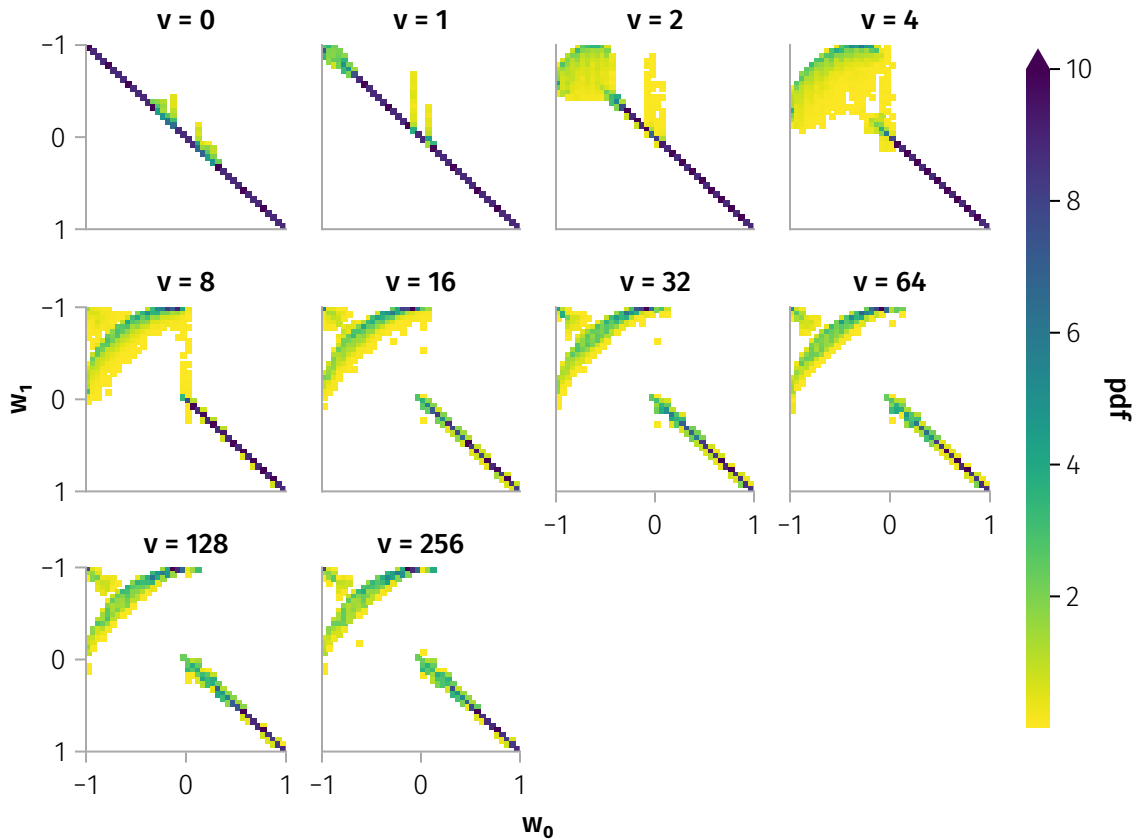 v = 0 v = 1 v = 2 v = 4
−1
0
1
10
8
6
4
2
pdf
v = 8 v = 16 v = 32 v = 64
−1
0
1
w₁
−1 0 1 −1 0 1
v = 128 v = 256
−1
0
1
−1 0 1 −1 0 1
w₀